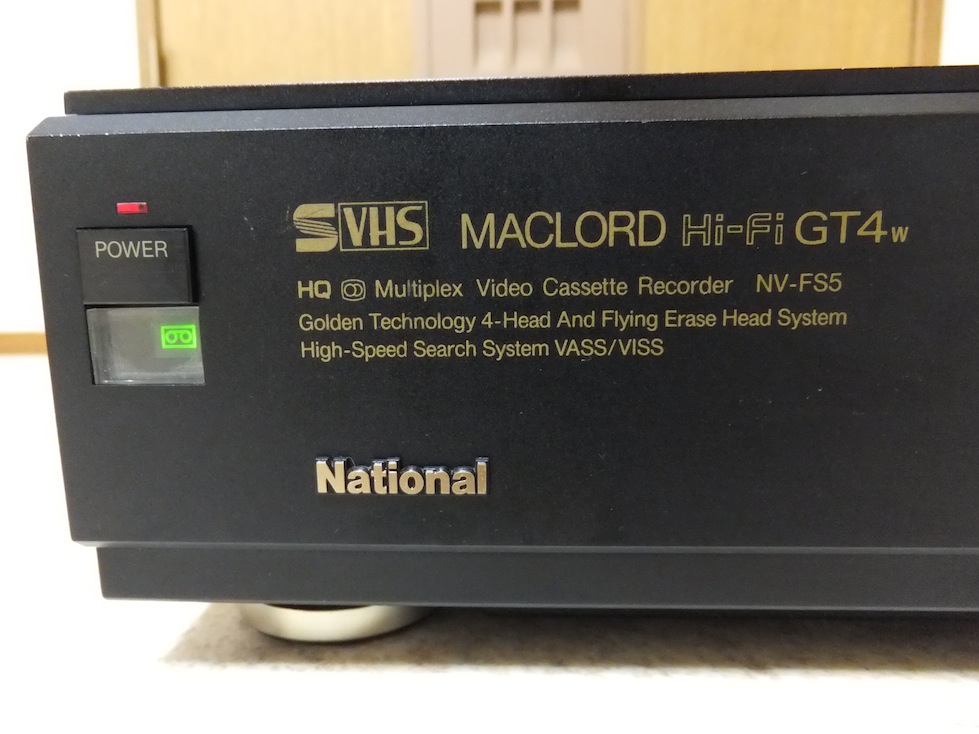 POWER
SVHS MACLORD Hi-Fi GT4w
HQ Multiplex Video Cassette Recorder NV-FS5
Golden Technology 4-Head And Flying Erase Head System
High-Speed Search System VASS/VISS
National